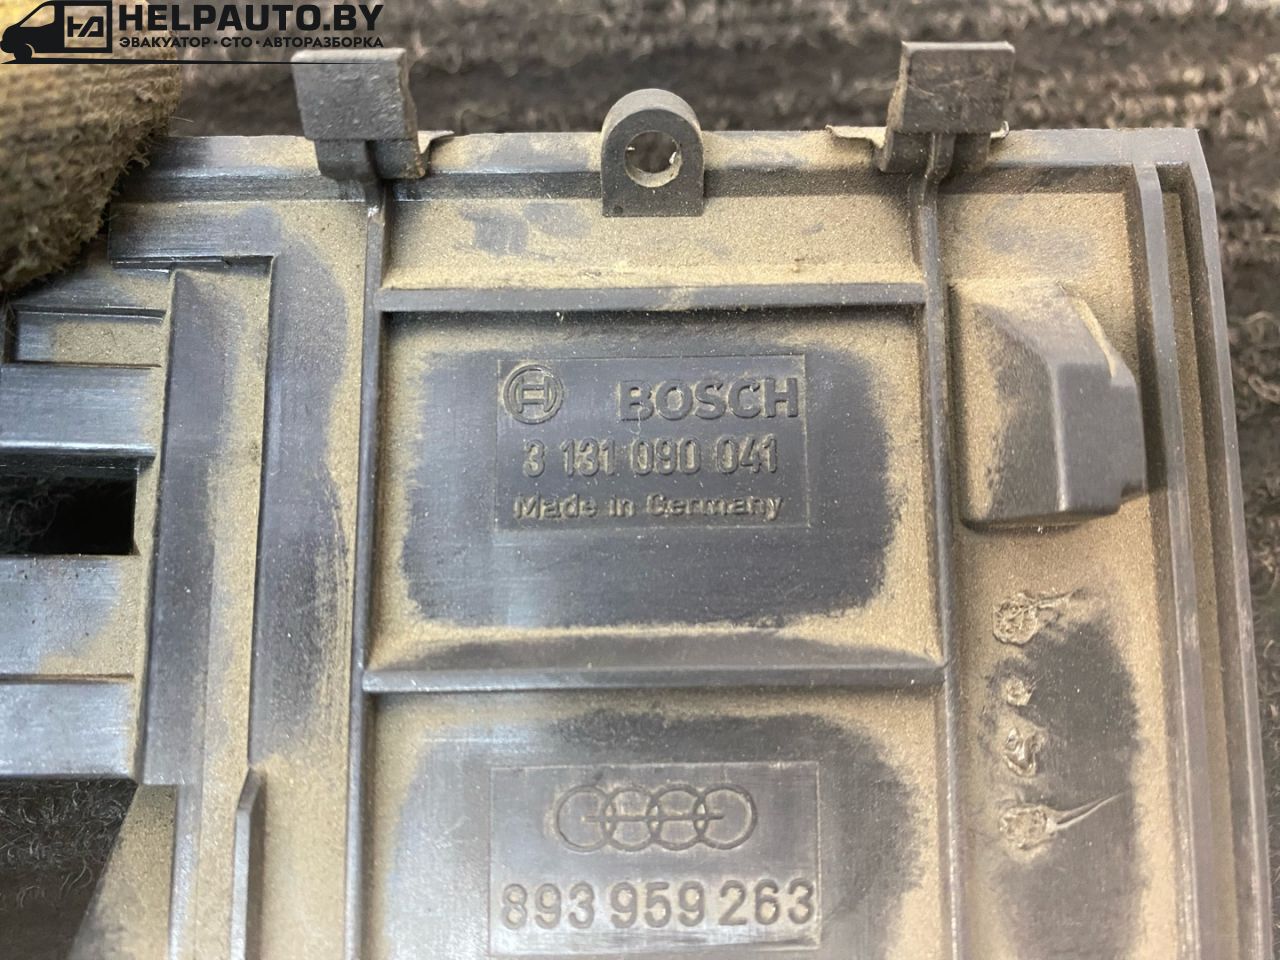 HELPAUTO.BY
ЭВАКУАТОР · СТО · АВТОРАЗБОРКА
BOSCH
3 131 090 041
Made in Germany
893 959 263